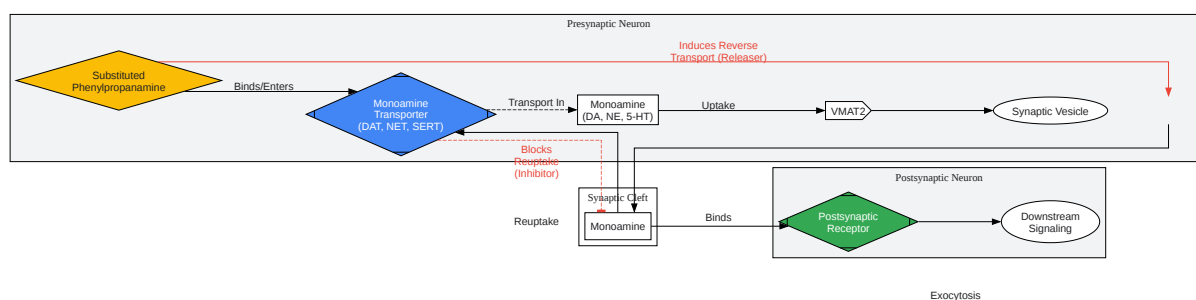 Presynaptic Neuron
Induces Reverse
Transport (Releaser)
Substituted
Phenylpropanamine
Binds/Enters
Monoamine
Transporter
(DAT, NET, SERT)
Transport In
Monoamine
(DA, NE, 5-HT)
Uptake
VMAT2
Synaptic Vesicle
Blocks
Reuptake
(Inhibitor)
Synaptic Cleft
Reuptake
Monoamine
Binds
Postsynaptic Neuron
Postsynaptic
Receptor
Downstream
Signaling
Exocytosis